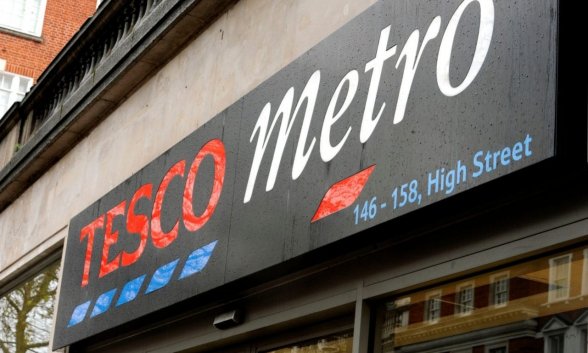 TESCO metro
146 - 158, High Street